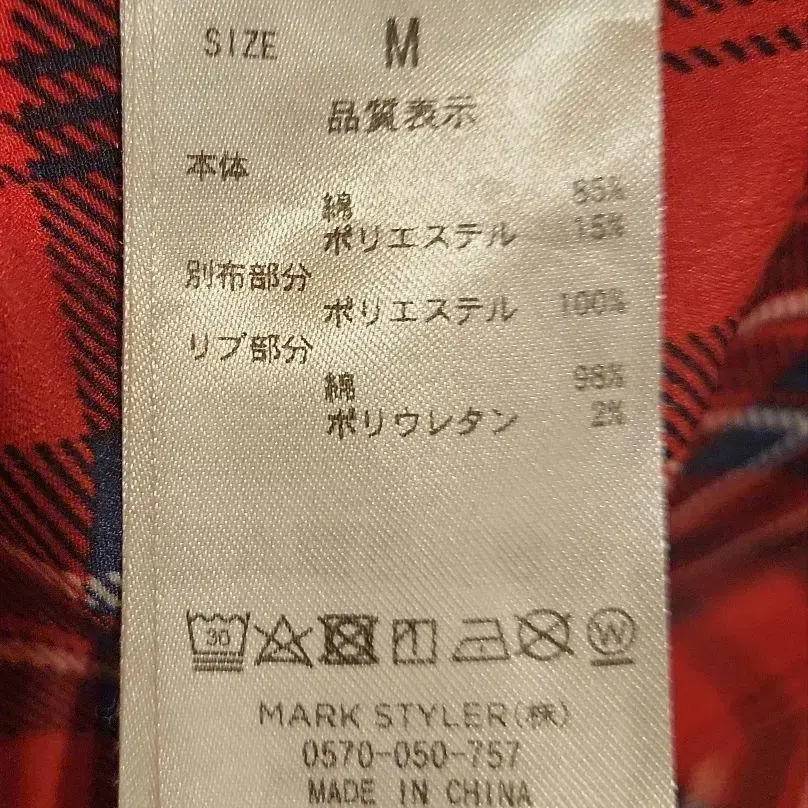 SIZE M
品質表示
本体
綿 85%
ポリエステル 15%
別布部分
ポリエステル 100%
リブ部分
綿 98%
ポリウレタン 2%
30 W
MARK STYLER(株)
0570-050-757
MADE IN CHINA